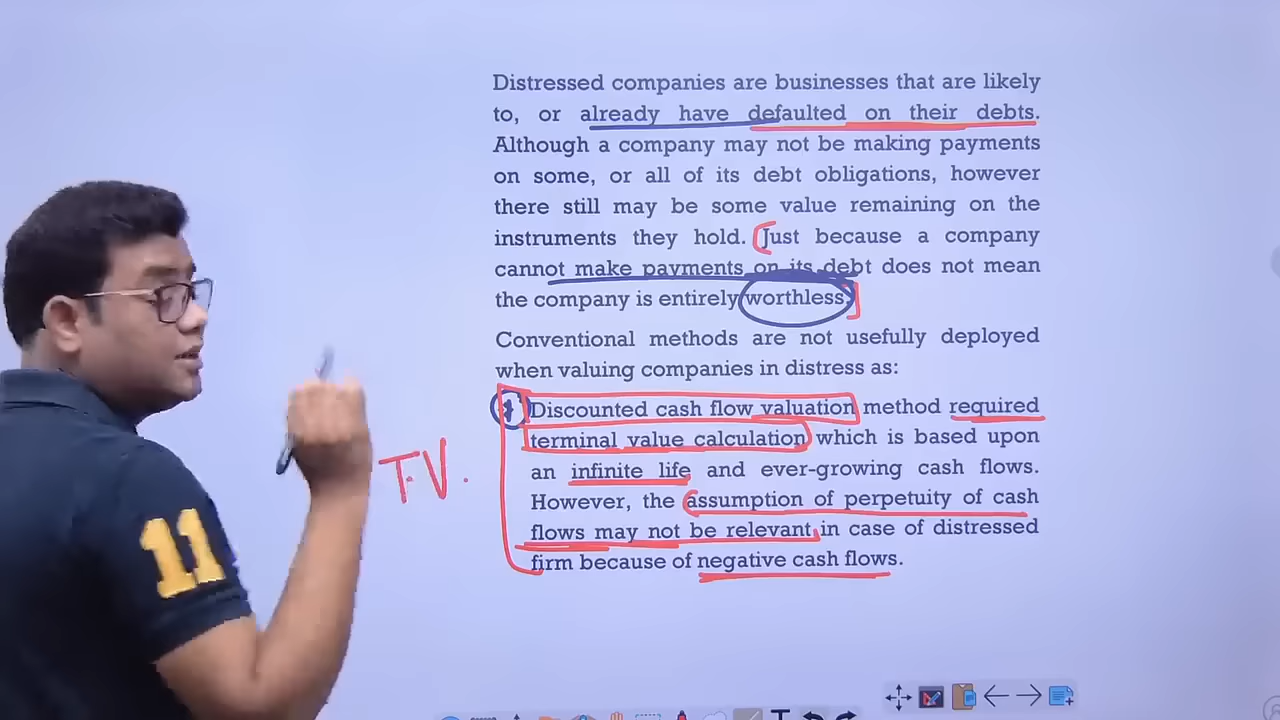 Distressed companies are businesses that are likely
to, or already have defaulted on their debts.
Although a company may not be making payments
on some, or all of its debt obligations, however
there still may be some value remaining on the
instruments they hold. Just because a company
cannot make payments on its debt does not mean
the company is entirely worthless.
Conventional methods are not usefully deployed
when valuing companies in distress as:
Discounted cash flow valuation method required
terminal value calculation which is based upon
an infinite life and ever-growing cash flows.
However, the assumption of perpetuity of cash
flows may not be relevant in case of distressed
firm because of negative cash flows.
T.V.
11